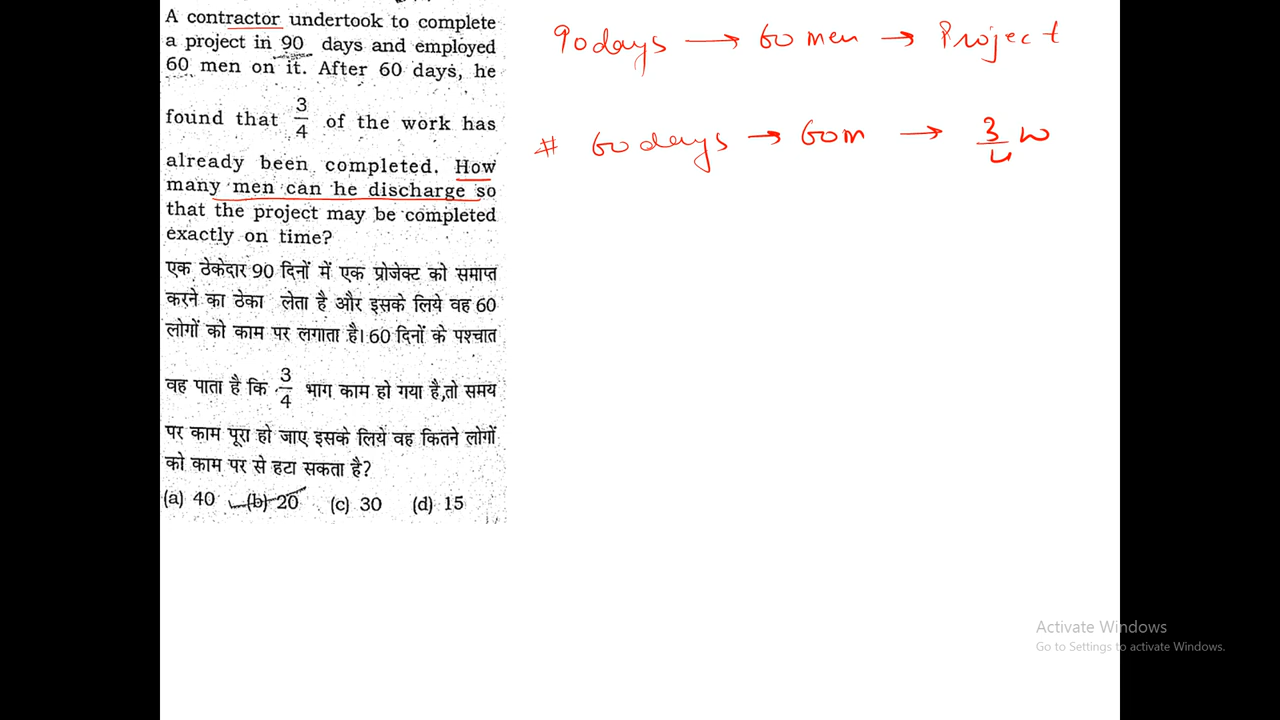 A contractor undertook to complete
a project in 90 days and employed
60 men on it. After 60 days, he
found that 3/4 of the work has
already been completed. How
many men can he discharge so
that the project may be completed
exactly on time?
एक ठेकेदार 90 दिनों में एक प्रोजेक्ट को समाप्त
करने का ठेका लेता है और इसके लिये वह 60
लोगों को काम पर लगाता है। 60 दिनों के पश्चात
वह पाता है कि 3/4 भाग काम हो गया है,तो समय
पर काम पूरा हो जाए इसके लिये वह कितने लोगों
को काम पर से हटा सकता है?
(a) 40 (b) 20 (c) 30 (d) 15
90days → 60 men → Project
# 60 days → 60m → 3/4 w
Activate Windows
Go to Settings to activate Windows.